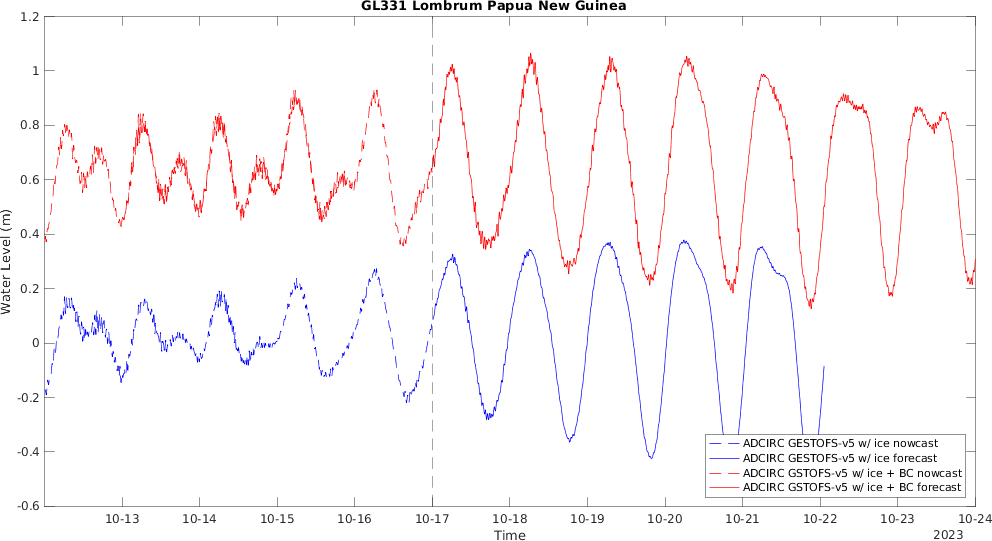 GL331 Lombrum Papua New Guinea
1.2
1
0.8
0.6
0.4
0.2
0
-0.2
-0.4
-0.6
Water Level (m)
ADCIRC GESTOFS-v5 w/ ice nowcast
ADCIRC GESTOFS-v5 w/ ice forecast
ADCIRC GSTOFS-v5 w/ ice + BC nowcast
ADCIRC GSTOFS-v5 w/ ice + BC forecast
10-13 10-14 10-15 10-16 10-17 10-18 10-19 10-20 10-21 10-22 10-23 10-24
Time
2023